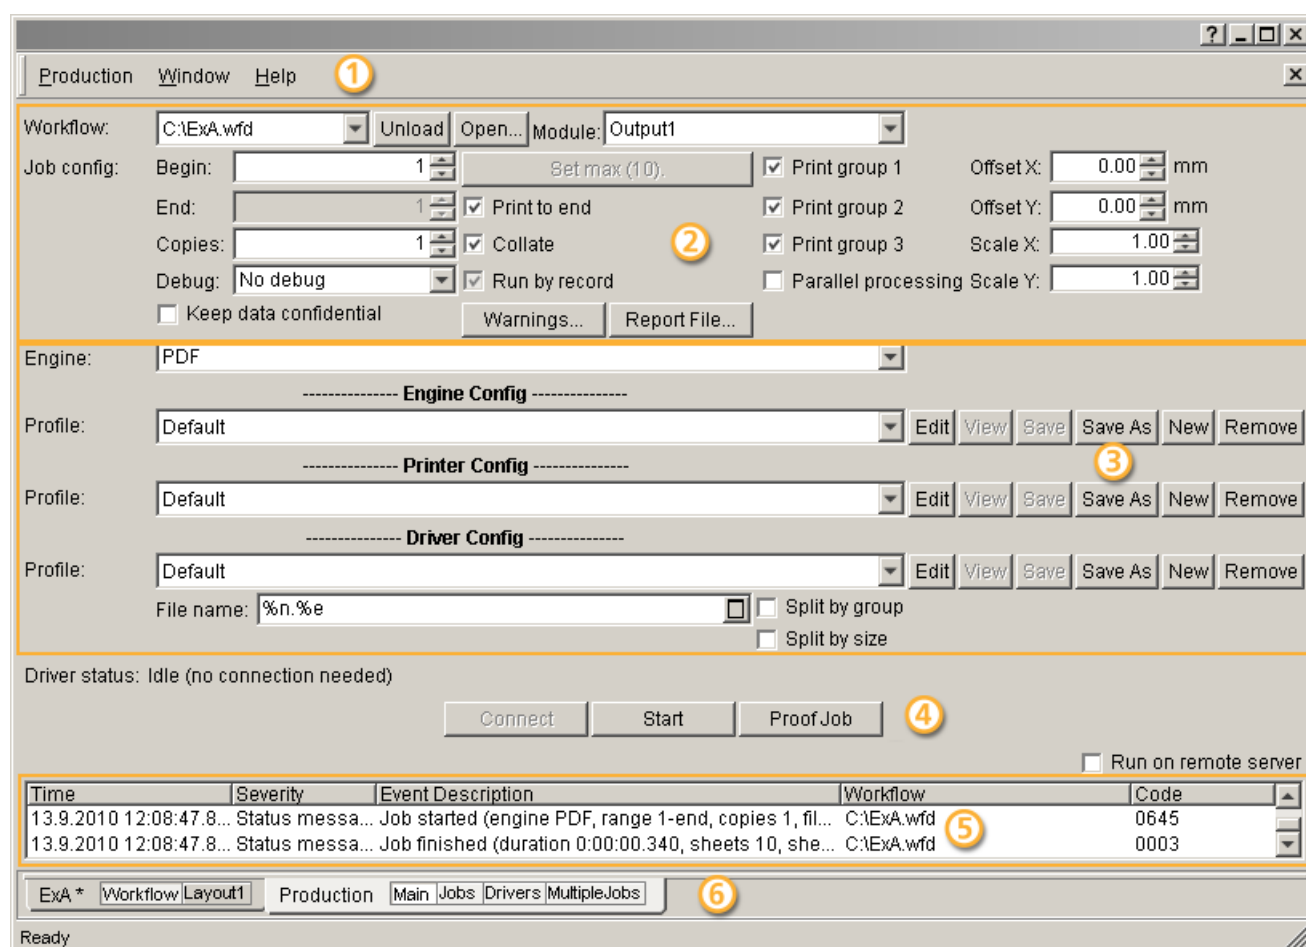 ?
Production Window Help 1
Workflow: C:\ExA.wfd Unload Open... Module: Output1
Job config: Begin: 1 Set max (10). Print group 1 Offset X: 0.00 mm
End: 1 Print to end Print group 2 Offset Y: 0.00 mm
Copies: 1 Collate 2 Print group 3 Scale X: 1.00
Debug: No debug Run by record Parallel processing Scale Y: 1.00
Keep data confidential Warnings... Report File...
Engine: PDF
--------------- Engine Config ---------------
Profile: Default Edit View Save Save As New Remove
--------------- Printer Config --------------- 3
Profile: Default Edit View Save Save As New Remove
--------------- Driver Config ---------------
Profile: Default Edit View Save Save As New Remove
File name: %n.%e Split by group
Split by size
Driver status: Idle (no connection needed)
Connect Start Proof Job 4
Run on remote server
Time Severity Event Description Workflow Code
13.9.2010 12:08:47.8... Status messa... Job started (engine PDF, range 1-end, copies 1, fil... C:\ExA.wfd 0645
13.9.2010 12:08:47.8... Status messa... Job finished (duration 0:00:00.340, sheets 10, she... C:\ExA.wfd 5 0003
ExA * Workflow Layout1 Production Main Jobs Drivers MultipleJobs 6
Ready